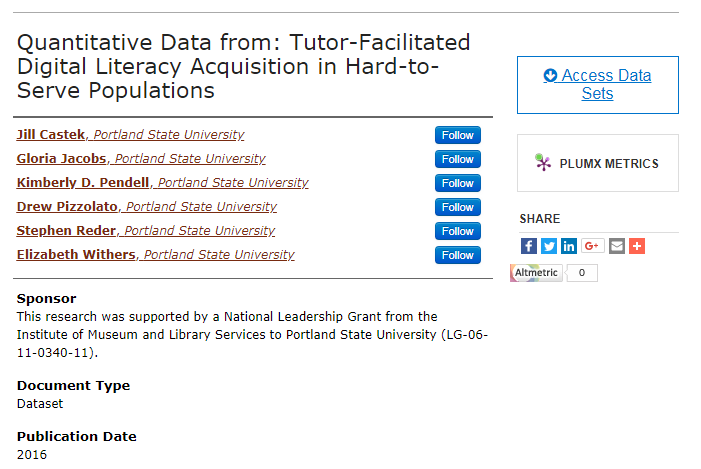 Quantitative Data from: Tutor-Facilitated
Digital Literacy Acquisition in Hard-to-
Serve Populations
Jill Castek, Portland State University Follow
Gloria Jacobs, Portland State University Follow
Kimberly D. Pendell, Portland State University Follow
Drew Pizzolato, Portland State University Follow
Stephen Reder, Portland State University Follow
Elizabeth Withers, Portland State University Follow
Sponsor
This research was supported by a National Leadership Grant from the
Institute of Museum and Library Services to Portland State University (LG-06-
11-0340-11).
Document Type
Dataset
Publication Date
2016
Access Data
Sets
PLUMX METRICS
SHARE
f in G+ +
Altmetric 0